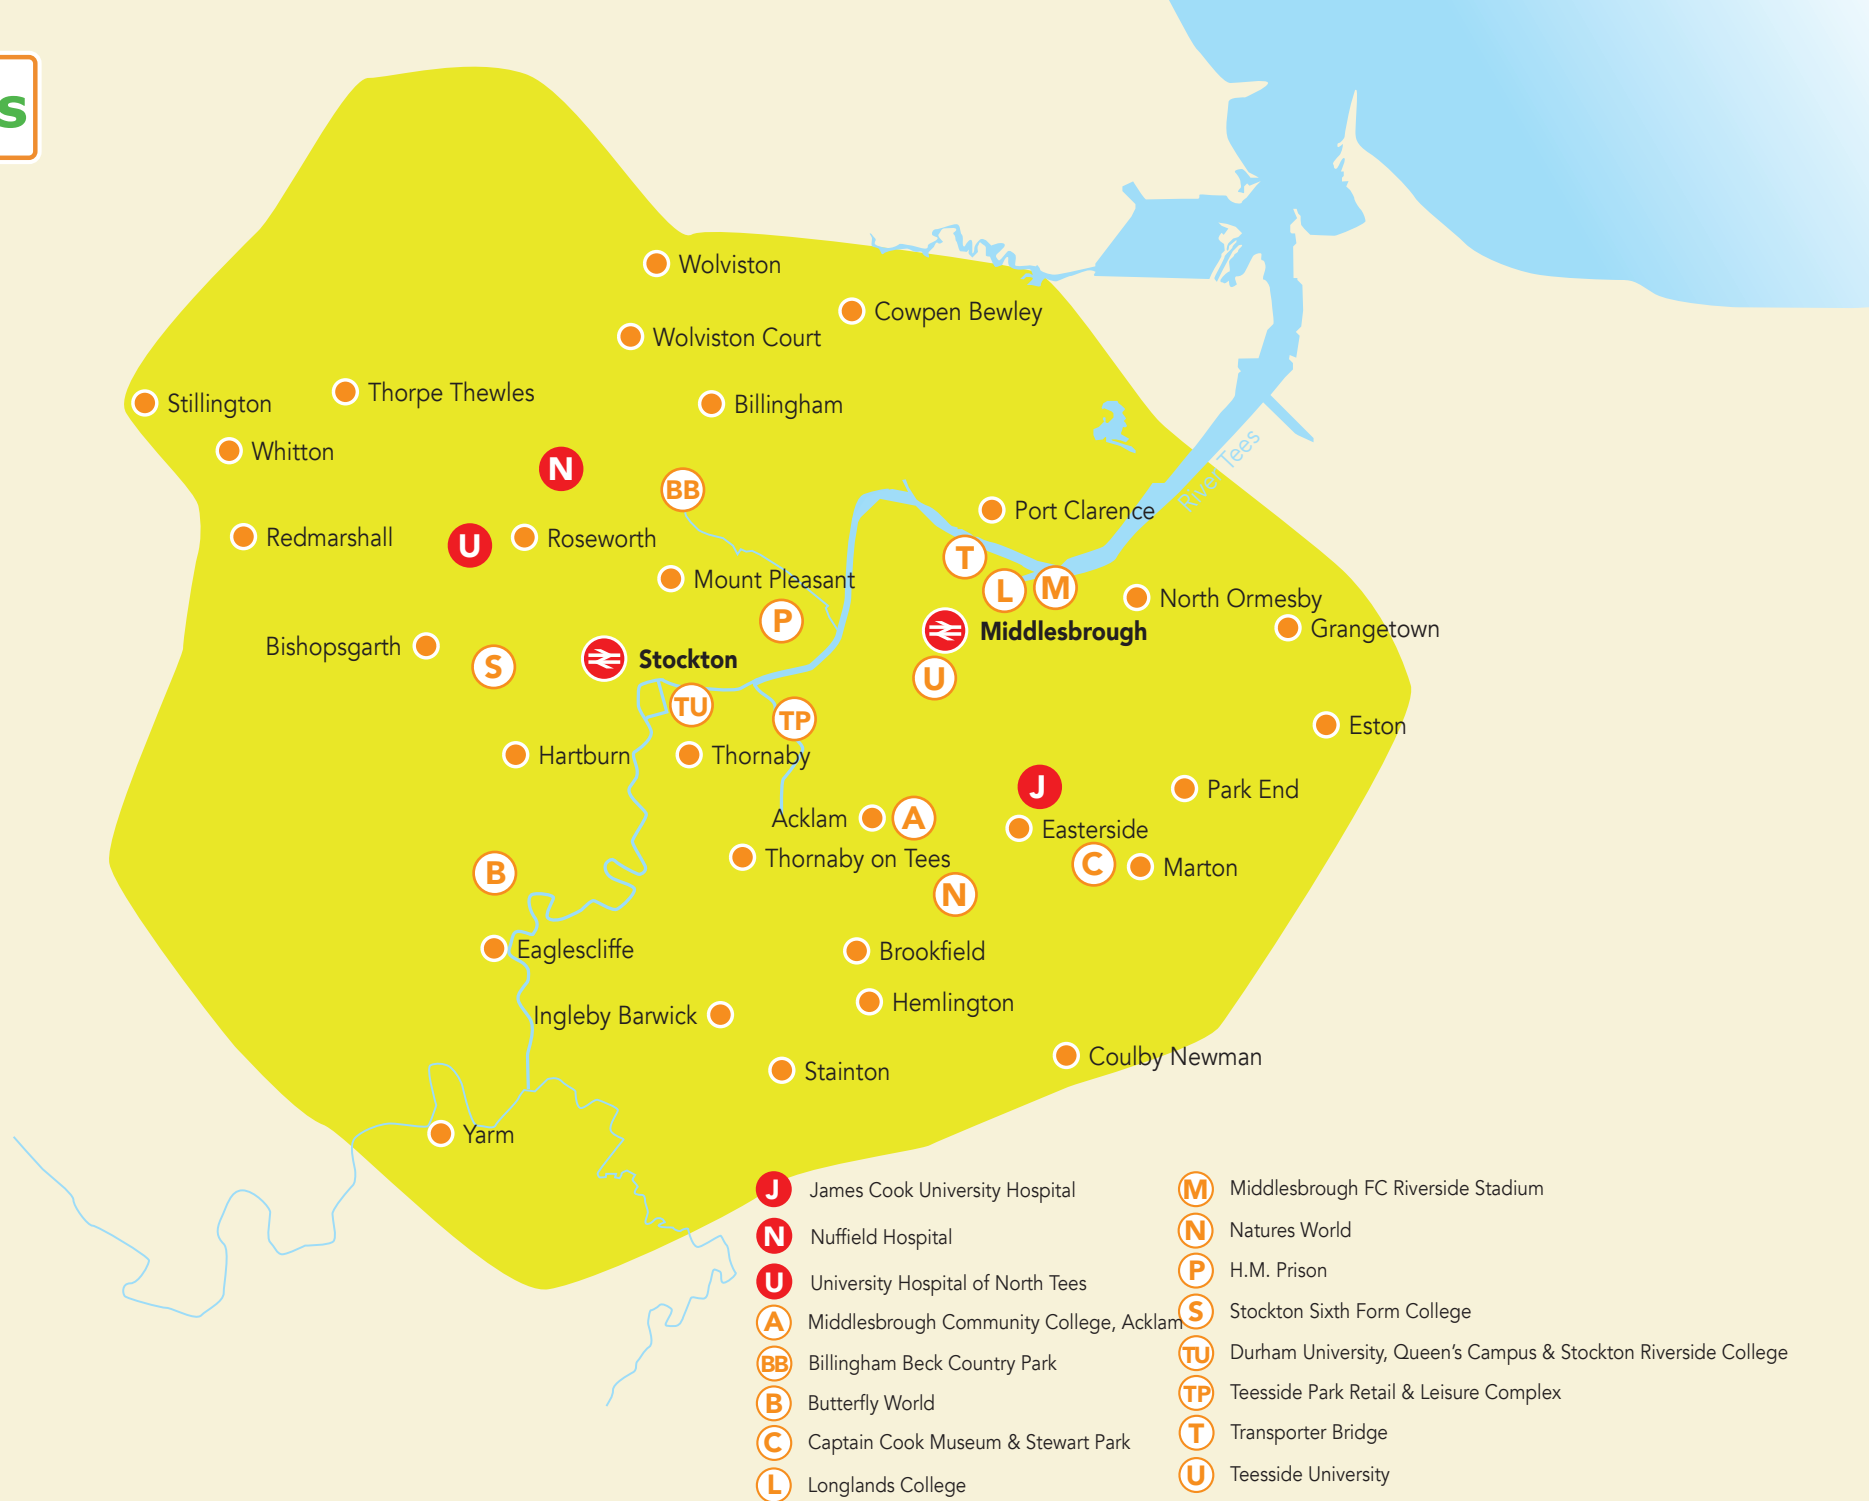 s
Wolviston
Cowpen Bewley
Wolviston Court
Thorpe Thewles
Stillington
Billingham
River Tees
Whitton
N
BB
Port Clarence
Redmarshall
U
Roseworth
T
Mount Pleasant
L
M
North Ormesby
P
Grangetown
Middlesbrough
Bishopsgarth
S
Stockton
U
TU
TP
Eston
Hartburn
Thornaby
J
Park End
Acklam
A
Easterside
Thornaby on Tees
C
Marton
B
N
Eaglescliffe
Brookfield
Hemlington
Ingleby Barwick
Coulby Newman
Stainton
Yarm
J James Cook University Hospital
N Nuffield Hospital
U University Hospital of North Tees
A Middlesbrough Community College, Acklam
BB Billingham Beck Country Park
B Butterfly World
C Captain Cook Museum & Stewart Park
L Longlands College
M Middlesbrough FC Riverside Stadium
N Natures World
P H.M. Prison
S Stockton Sixth Form College
TU Durham University, Queen's Campus & Stockton Riverside College
TP Teesside Park Retail & Leisure Complex
T Transporter Bridge
U Teesside University